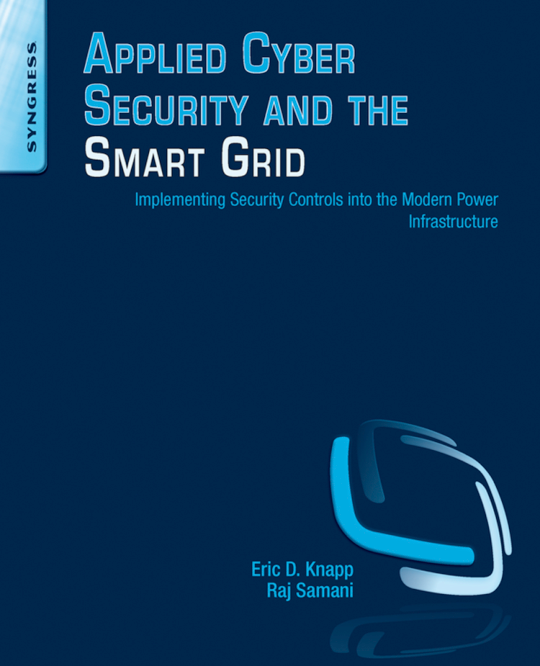 SYNGRESS
APPLIED CYBER
SECURITY AND THE
SMART GRID
Implementing Security Controls into the Modern Power
Infrastructure
Eric D. Knapp
Raj Samani